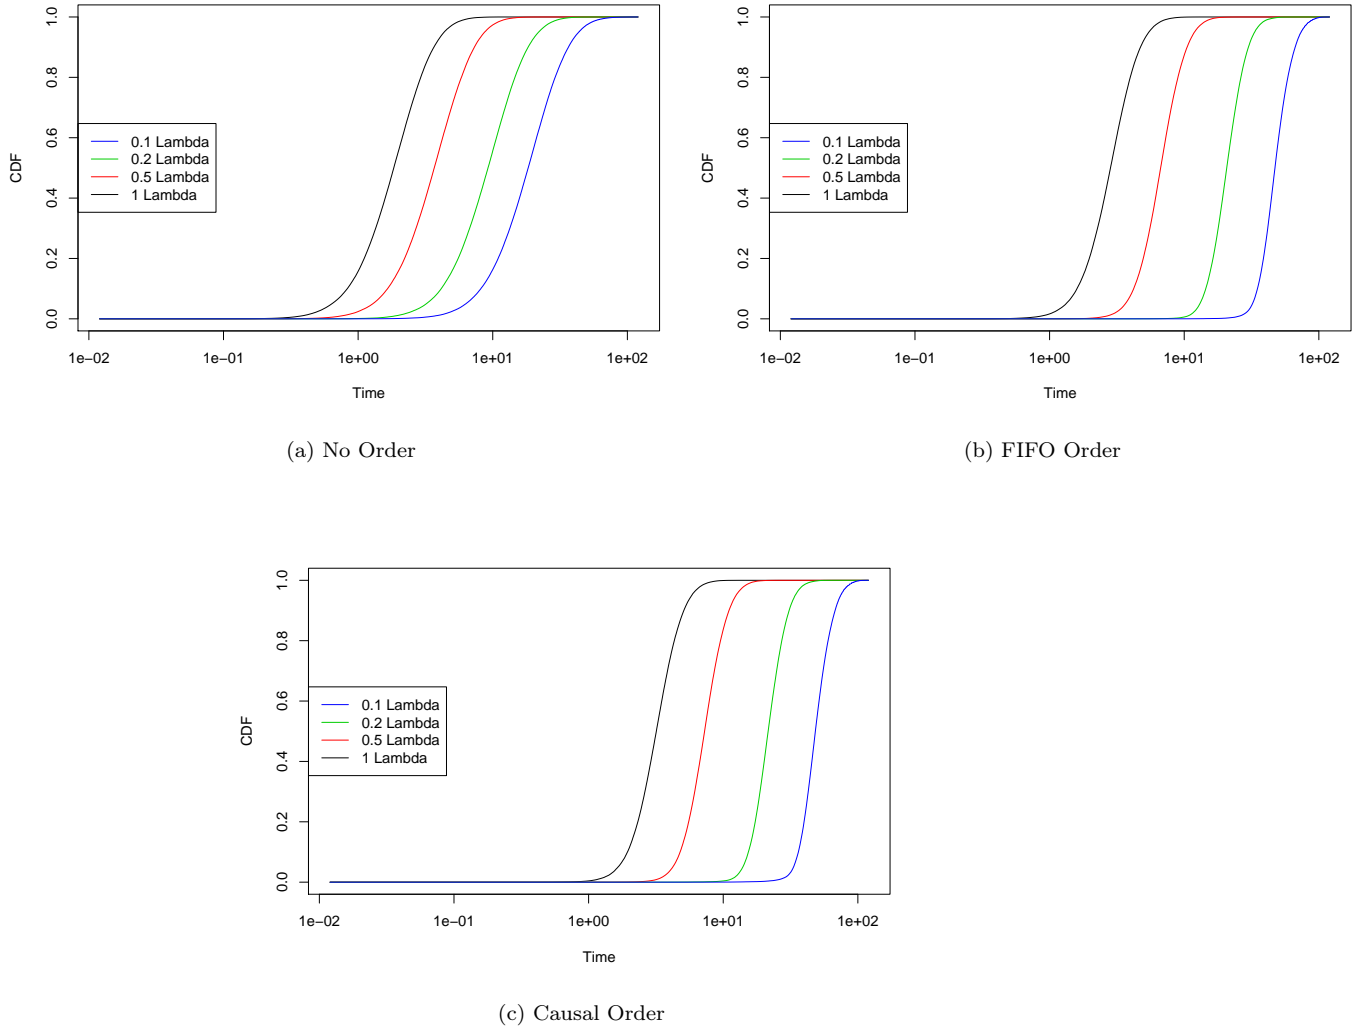 CDF
1.0
0.8
0.6
0.4
0.2
0.0
0.1 Lambda
0.2 Lambda
0.5 Lambda
1 Lambda
1e−02 1e−01 1e+00 1e+01 1e+02
Time
(a) No Order
CDF
1.0
0.8
0.6
0.4
0.2
0.0
0.1 Lambda
0.2 Lambda
0.5 Lambda
1 Lambda
1e−02 1e−01 1e+00 1e+01 1e+02
Time
(b) FIFO Order
CDF
1.0
0.8
0.6
0.4
0.2
0.0
0.1 Lambda
0.2 Lambda
0.5 Lambda
1 Lambda
1e−02 1e−01 1e+00 1e+01 1e+02
Time
(c) Causal Order